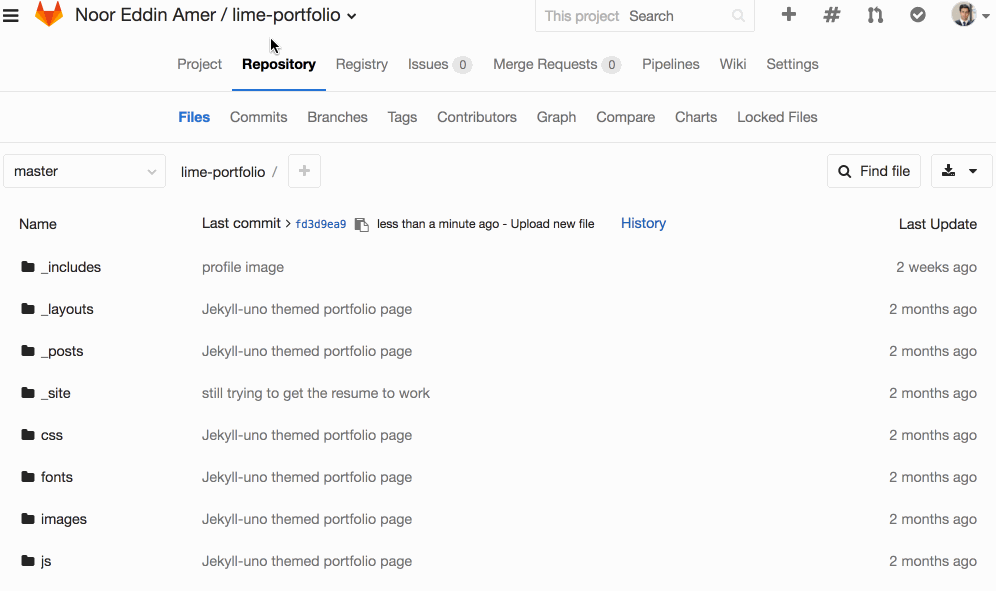 Noor Eddin Amer / lime-portfolio
This project Search
Project Repository Registry Issues 0 Merge Requests 0 Pipelines Wiki Settings
Files Commits Branches Tags Contributors Graph Compare Charts Locked Files
master lime-portfolio / + Find file
Name Last commit > fd3d9ea9 less than a minute ago - Upload new file History Last Update
_includes profile image 2 weeks ago
_layouts Jekyll-uno themed portfolio page 2 months ago
_posts Jekyll-uno themed portfolio page 2 months ago
_site still trying to get the resume to work 2 months ago
css Jekyll-uno themed portfolio page 2 months ago
fonts Jekyll-uno themed portfolio page 2 months ago
images Jekyll-uno themed portfolio page 2 months ago
js Jekyll-uno themed portfolio page 2 months ago